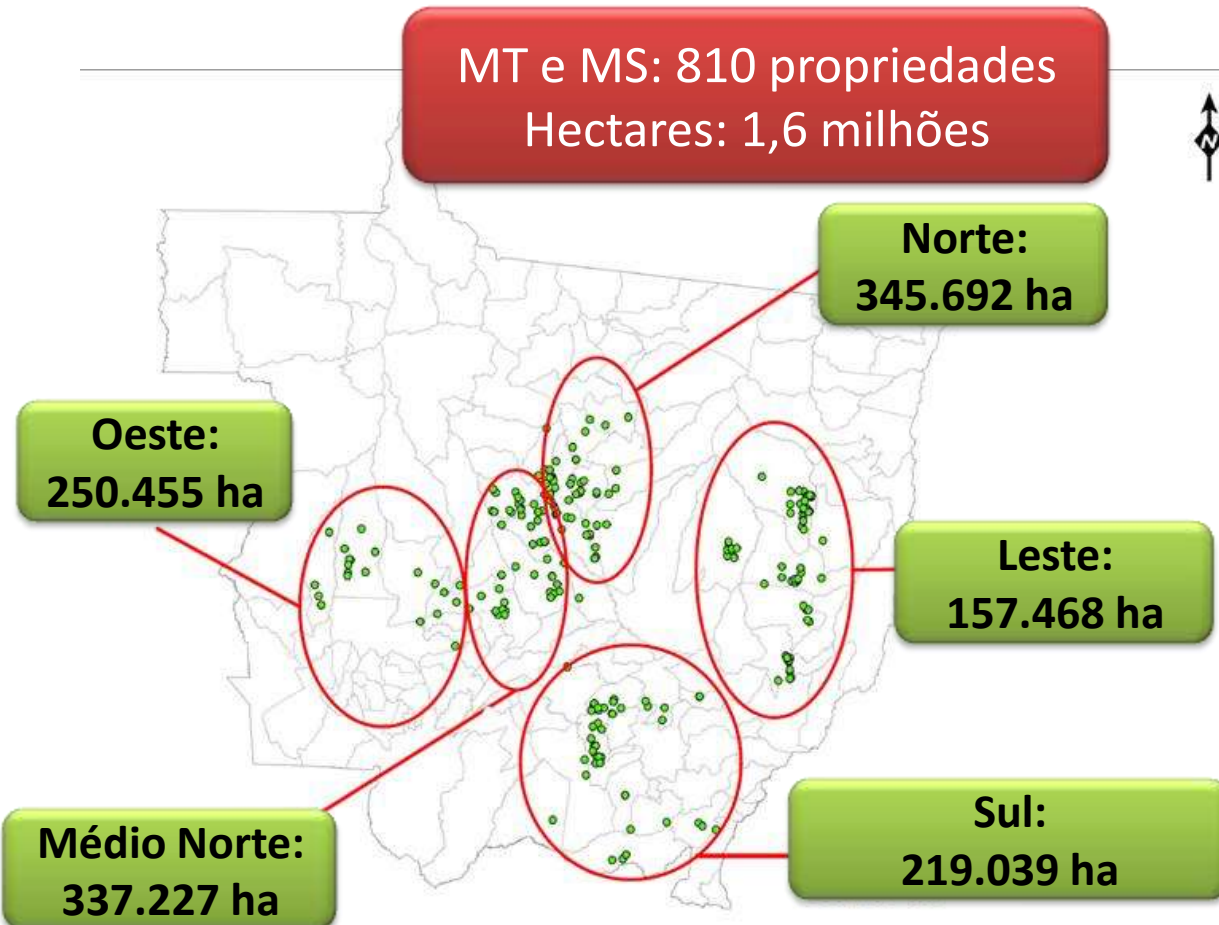 MT e MS: 810 propriedades
Hectares: 1,6 milhões
N
Norte:
345.692 ha
Oeste:
250.455 ha
Leste:
157.468 ha
Médio Norte:
337.227 ha
Sul:
219.039 ha